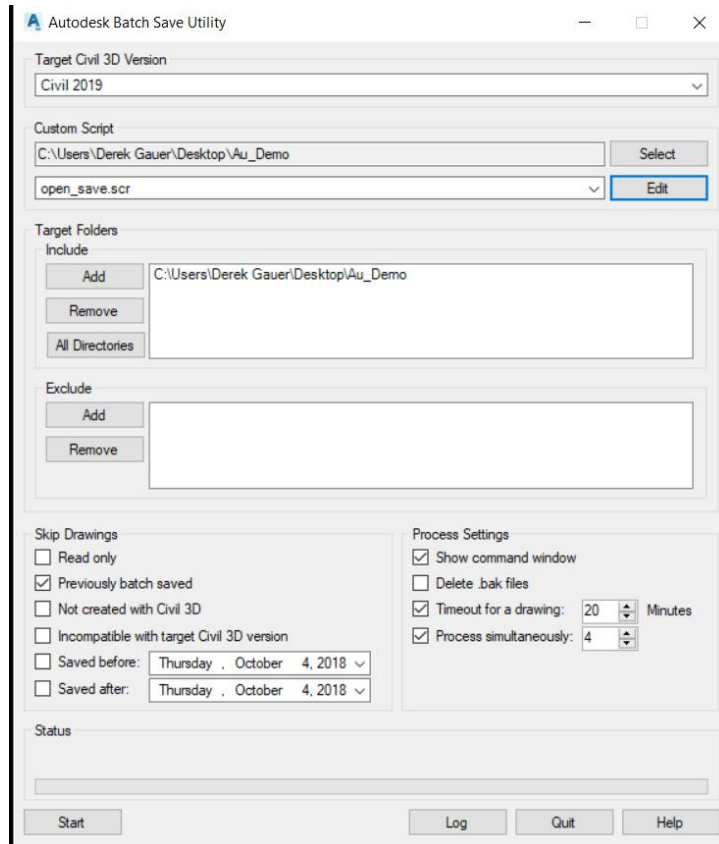 Autodesk Batch Save Utility
Target Civil 3D Version
Civil 2019
Custom Script
C:\Users\Derek Gauer\Desktop\Au_Demo
Select
open_save.scr
Edit
Target Folders
Include
Add
C:\Users\Derek Gauer\Desktop\Au_Demo
Remove
All Directories
Exclude
Add
Remove
Skip Drawings
Read only
Previously batch saved
Not created with Civil 3D
Incompatible with target Civil 3D version
Saved before: Thursday , October 4, 2018
Saved after: Thursday , October 4, 2018
Process Settings
Show command window
Delete .bak files
Timeout for a drawing: 20 Minutes
Process simultaneously: 4
Status
Start
Log
Quit
Help